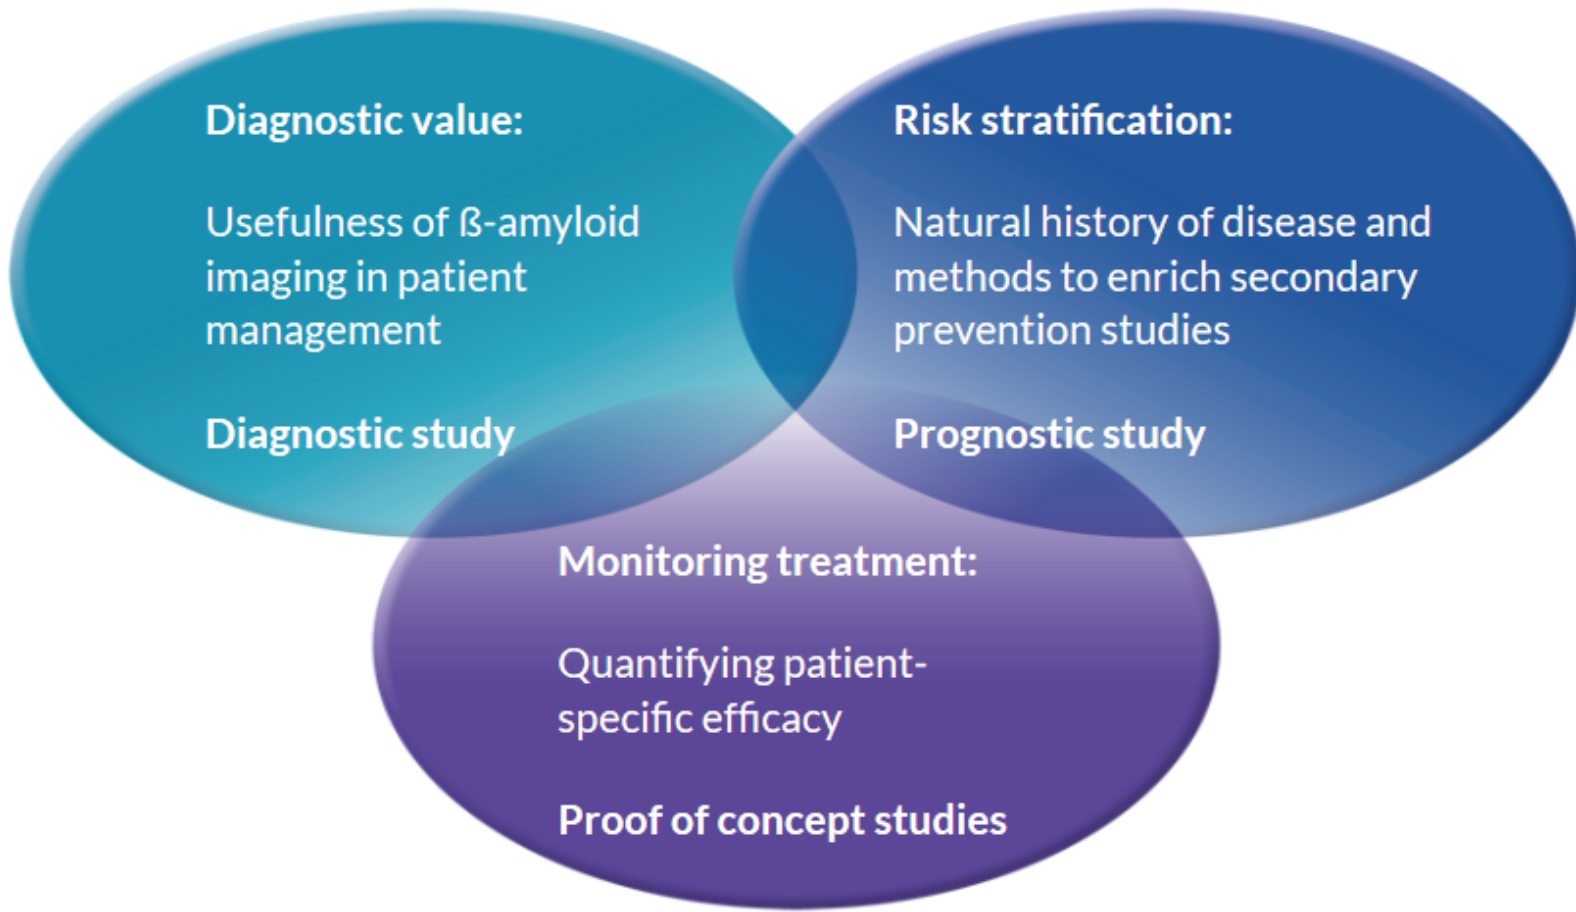 Diagnostic value:
Usefulness of ß-amyloid
imaging in patient
management
Diagnostic study
Risk stratification:
Natural history of disease and
methods to enrich secondary
prevention studies
Prognostic study
Monitoring treatment:
Quantifying patient-
specific efficacy
Proof of concept studies